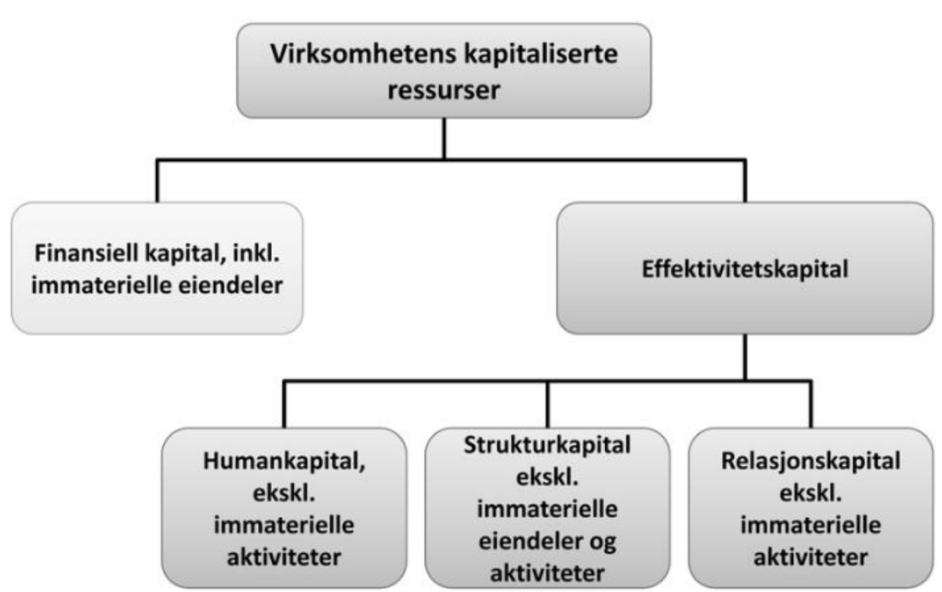 Virksomhetens kapitaliserte
ressurser
Finansiell kapital, inkl.
immaterielle eiendeler
Effektivitetskapital
Humankapital,
ekskl.
immaterielle
aktiviteter
Strukturkapital
ekskl.
immaterielle
eiendeler og
aktiviteter
Relasjonskapital
ekskl.
immaterielle
aktiviteter